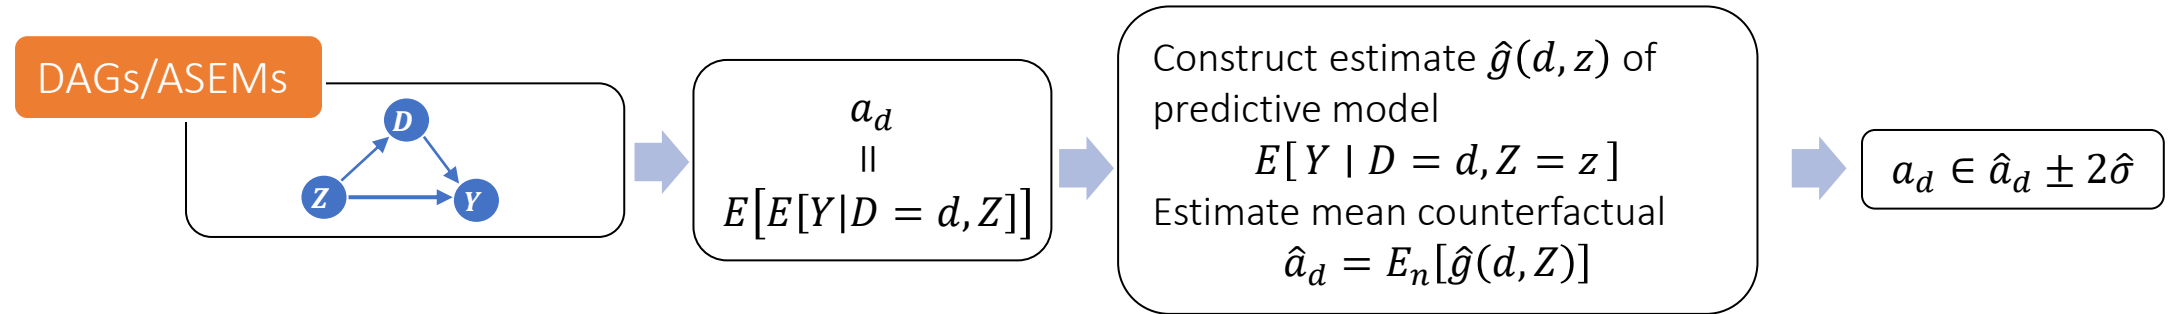 DAGs/ASEMs
D
Z
Y
a_d
=
E[E[Y|D = d, Z]]
Construct estimate ĝ(d, z) of
predictive model
E[ Y | D = d, Z = z ]
Estimate mean counterfactual
â_d = E_n[ĝ(d, Z)]
a_d ∈ â_d ± 2σ̂